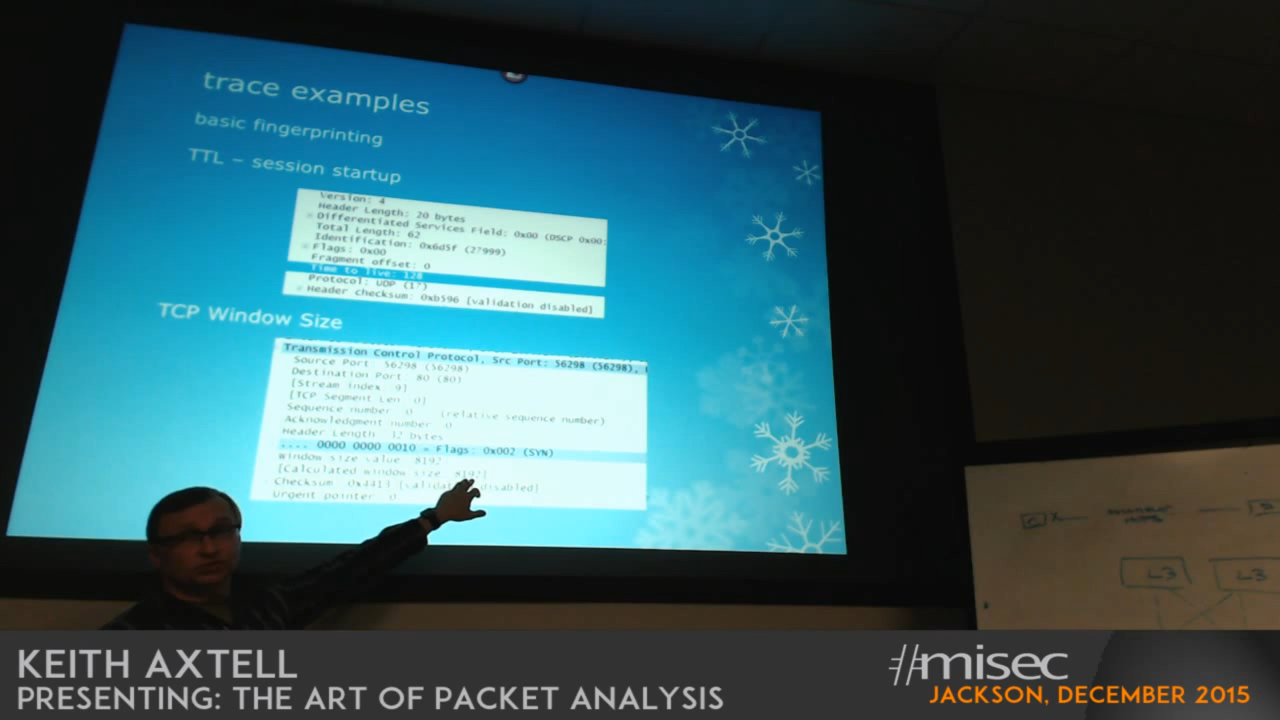 trace examples
basic fingerprinting
TTL – session startup
Version: 4
Header Length: 20 bytes
Differentiated Services Field: 0x00 (DSCP 0x00:
Total Length: 62
Identification: 0x6d5f (27999)
Flags: 0x00
Fragment offset: 0
Time to live: 128
Protocol: UDP (17)
Header checksum: 0xb596 [validation disabled]
TCP Window Size
Transmission Control Protocol, Src Port: 56298 (56298),
Source Port: 56298 (56298)
Destination Port: 80 (80)
[Stream index: 9]
[TCP Segment Len: 0]
Sequence number: 0 (relative sequence number)
Acknowledgment number: 0
Header Length: 32 bytes
.... 0000 0000 0010 = Flags: 0x002 (SYN)
Window size value: 8192
[Calculated window size: 8192]
Checksum: 0x4413 [validat disabled]
Urgent pointer: 0
L3 L3
KEITH AXTELL
PRESENTING: THE ART OF PACKET ANALYSIS
#misec
JACKSON, DECEMBER 2015